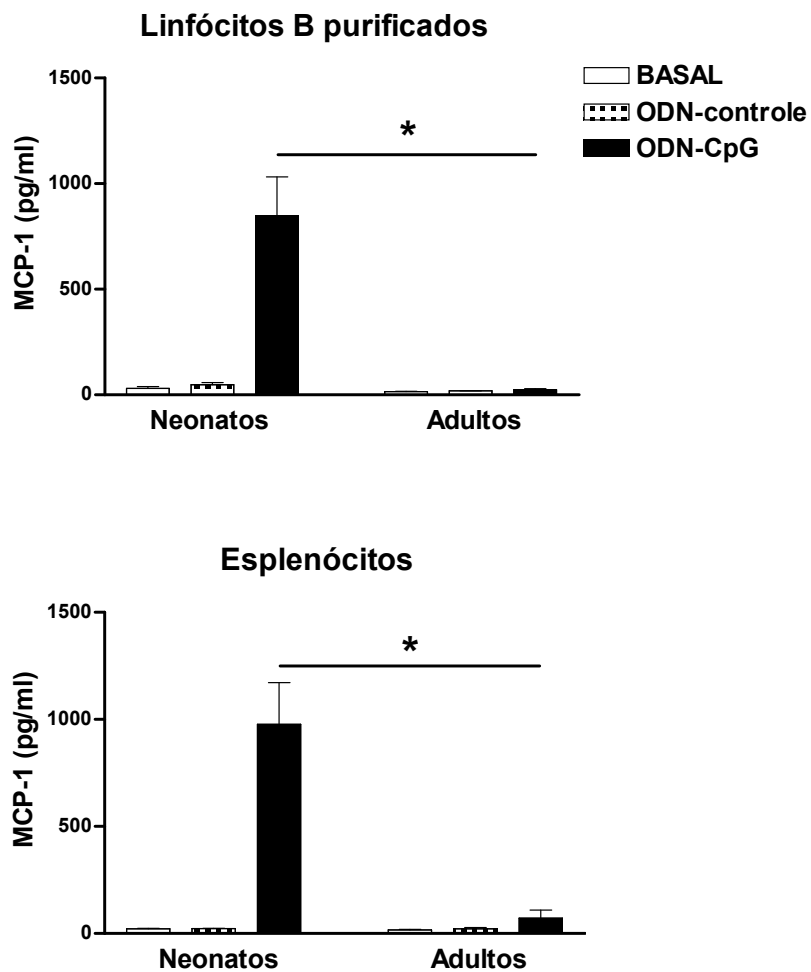 Linfócitos B purificados
BASAL
ODN-controle
ODN-CpG
MCP-1 (pg/ml)
1500
1000
500
0
*
Neonatos Adultos
Esplenócitos
MCP-1 (pg/ml)
1500
1000
500
0
*
Neonatos Adultos